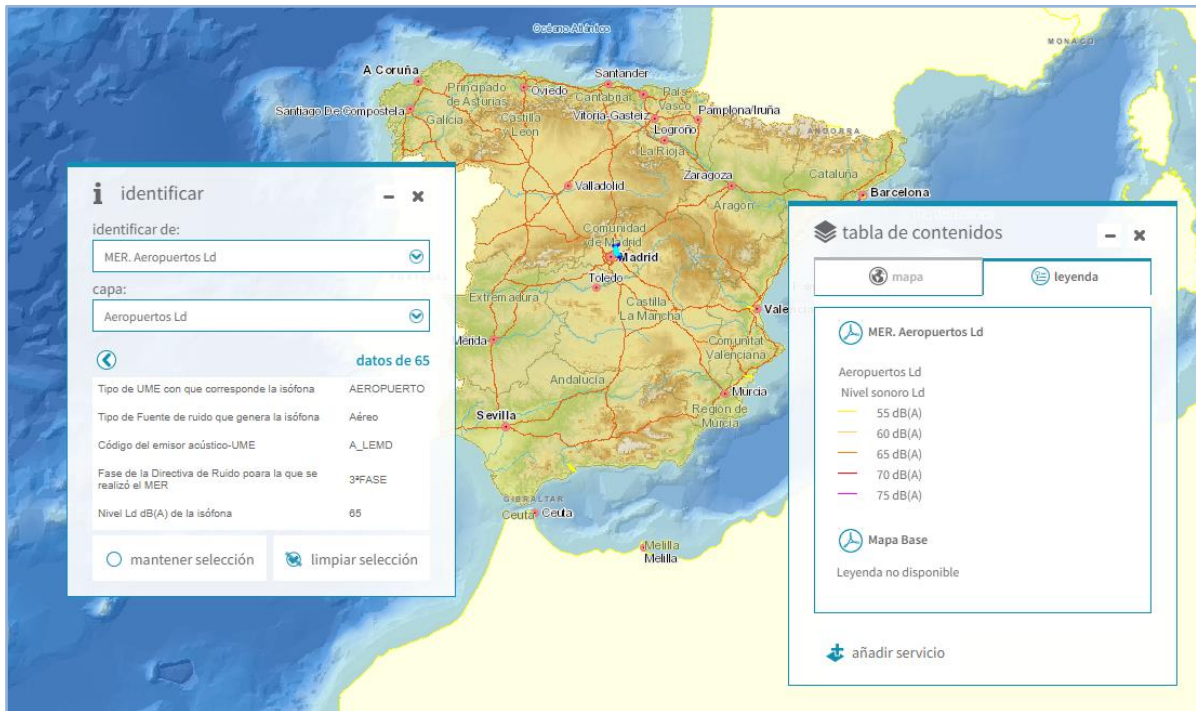 Océano Atlántico
MONACO
A Coruña
Santander
Principado
de Asturias
Oviedo
Cantabria
País
Vasco
Santiago De Compostela
Galicia
Castilla
y León
Vitoria-Gasteiz
Pamplona/Iruña
Logroño
La Rioja
ANDORRA
Zaragoza
Cataluña
Valladolid
Barcelona
Aragón
Comunidad
de Madrid
Madrid
Toledo
Extremadura
Castilla
La Mancha
Mérida
Comunitat
Valenciana
Andalucía
Murcia
Sevilla
Región de
Murcia
GIBRALTAR
Ceuta
Ceuta
Melilla
Melilla
identificar
identificar de:
MER. Aeropuertos Ld
capa:
Aeropuertos Ld
datos de 65
Tipo de UME con que corresponde la isófona AEROPUERTO
Tipo de Fuente de ruido que genera la isófona Aéreo
Código del emisor acústico-UME A_LEMD
Fase de la Directiva de Ruido poara la que se
realizó el MER 3ªFASE
Nivel Ld dB(A) de la isófona 65
mantener selección limpiar selección
tabla de contenidos
mapa leyenda
MER. Aeropuertos Ld
Aeropuertos Ld
Nivel sonoro Ld
55 dB(A)
60 dB(A)
65 dB(A)
70 dB(A)
75 dB(A)
Mapa Base
Leyenda no disponible
añadir servicio